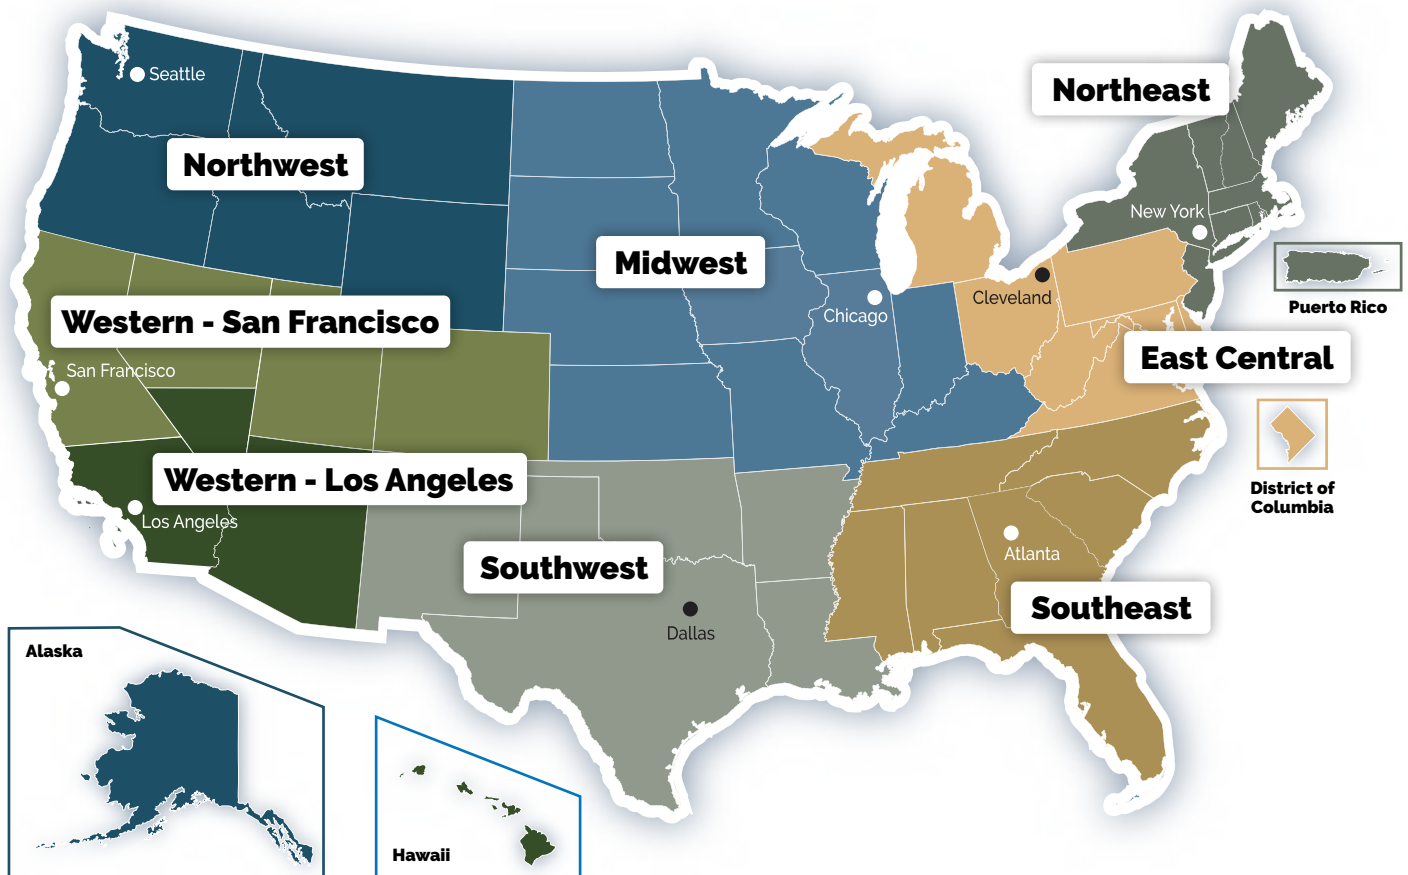 Northeast
Seattle
Northwest
New York
Midwest
Cleveland
Chicago
Puerto Rico
Western - San Francisco
East Central
San Francisco
Western - Los Angeles
District of
Columbia
Los Angeles
Atlanta
Southwest
Southeast
Dallas
Alaska
Hawaii